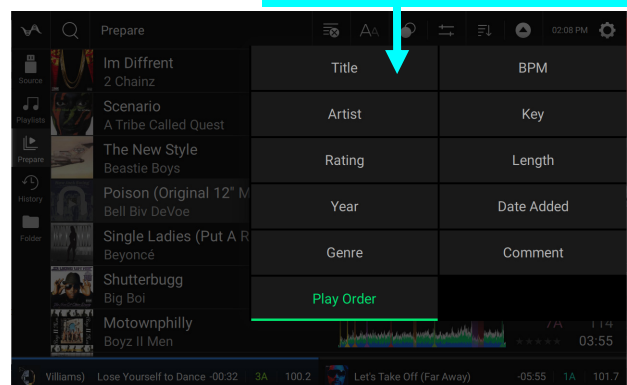 Prepare
AA
02:08 PM
Source
Im Diffrent
2 Chainz
Playlists
Scenario
A Tribe Called Quest
Prepare
The New Style
Beastie Boys
History
Poison (Original 12" M
Bell Biv DeVoe
Folder
Single Ladies (Put A R
Beyoncé
Shutterbugg
Big Boi
Motownphilly
Boyz II Men
Title
BPM
Artist
Key
Rating
Length
Year
Date Added
Genre
Comment
Play Order
7A 114
03:55
Villiams) Lose Yourself to Dance -00:32 3A 100.2
Let's Take Off (Far Away) -05:55 1A 101.7